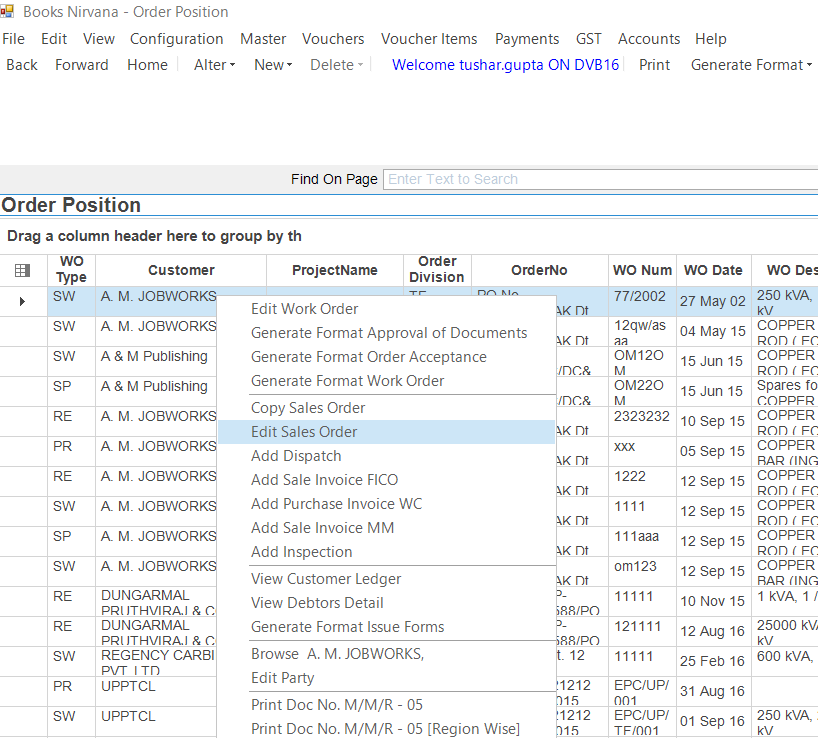 Books Nirvana - Order Position
File Edit View Configuration Master Vouchers Voucher Items Payments GST Accounts Help
Back Forward Home Alter New Delete Welcome tushar.gupta ON DVB16 Print Generate Format
Find On Page Enter Text to Search
Order Position
Drag a column header here to group by th
WO Type Customer ProjectName Order Division OrderNo WO Num WO Date WO Des
SW A. M. JOBWORKS 77/2002 27 May 02 250 kVA, kV
SW A. M. JOBWORKS AK Dt 12qw/as aa 04 May 15 COPPER ROD ( EC
SW A & M Publishing /DC& OM12O M 15 Jun 15 COPPER ROD ( EC
SP A & M Publishing /DC& OM22O M 15 Jun 15 Spares fo COPPER
RE A. M. JOBWORKS AK Dt 2323232 10 Sep 15 COPPER ROD ( EC
PR A. M. JOBWORKS AK Dt xxx 05 Sep 15 COPPER BAR (ING
RE A. M. JOBWORKS AK Dt 1222 12 Sep 15 COPPER ROD ( EC
SW A. M. JOBWORKS AK Dt 1111 12 Sep 15 COPPER ROD ( EC
SP A. M. JOBWORKS AK Dt 111aaa 12 Sep 15 COPPER ROD ( EC
SW A. M. JOBWORKS AK Dt om123 12 Sep 15 COPPER BAR (ING
RE DUNGARMAL PRUTHVIRAJ & C P- 588/PO 11111 10 Nov 15 1 kVA, 1 /
RE DUNGARMAL PRUTHVIRAJ & C P- 588/PO 121111 12 Aug 16 25000 kV kV
SW REGENCY CARBI PVT. LTD t. 12 11111 25 Feb 16 600 kVA,
PR UPPTCL 21212 015 EPC/UP/ 001 31 Aug 16
SW UPPTCL 21212 015 EPC/UP/ TF/001 01 Sep 16 250 kVA, kV
Edit Work Order
Generate Format Approval of Documents
Generate Format Order Acceptance
Generate Format Work Order
Copy Sales Order
Edit Sales Order
Add Dispatch
Add Sale Invoice FICO
Add Purchase Invoice WC
Add Sale Invoice MM
Add Inspection
View Customer Ledger
View Debtors Detail
Generate Format Issue Forms
Browse A. M. JOBWORKS,
Edit Party
Print Doc No. M/M/R - 05
Print Doc No. M/M/R - 05 [Region Wise]